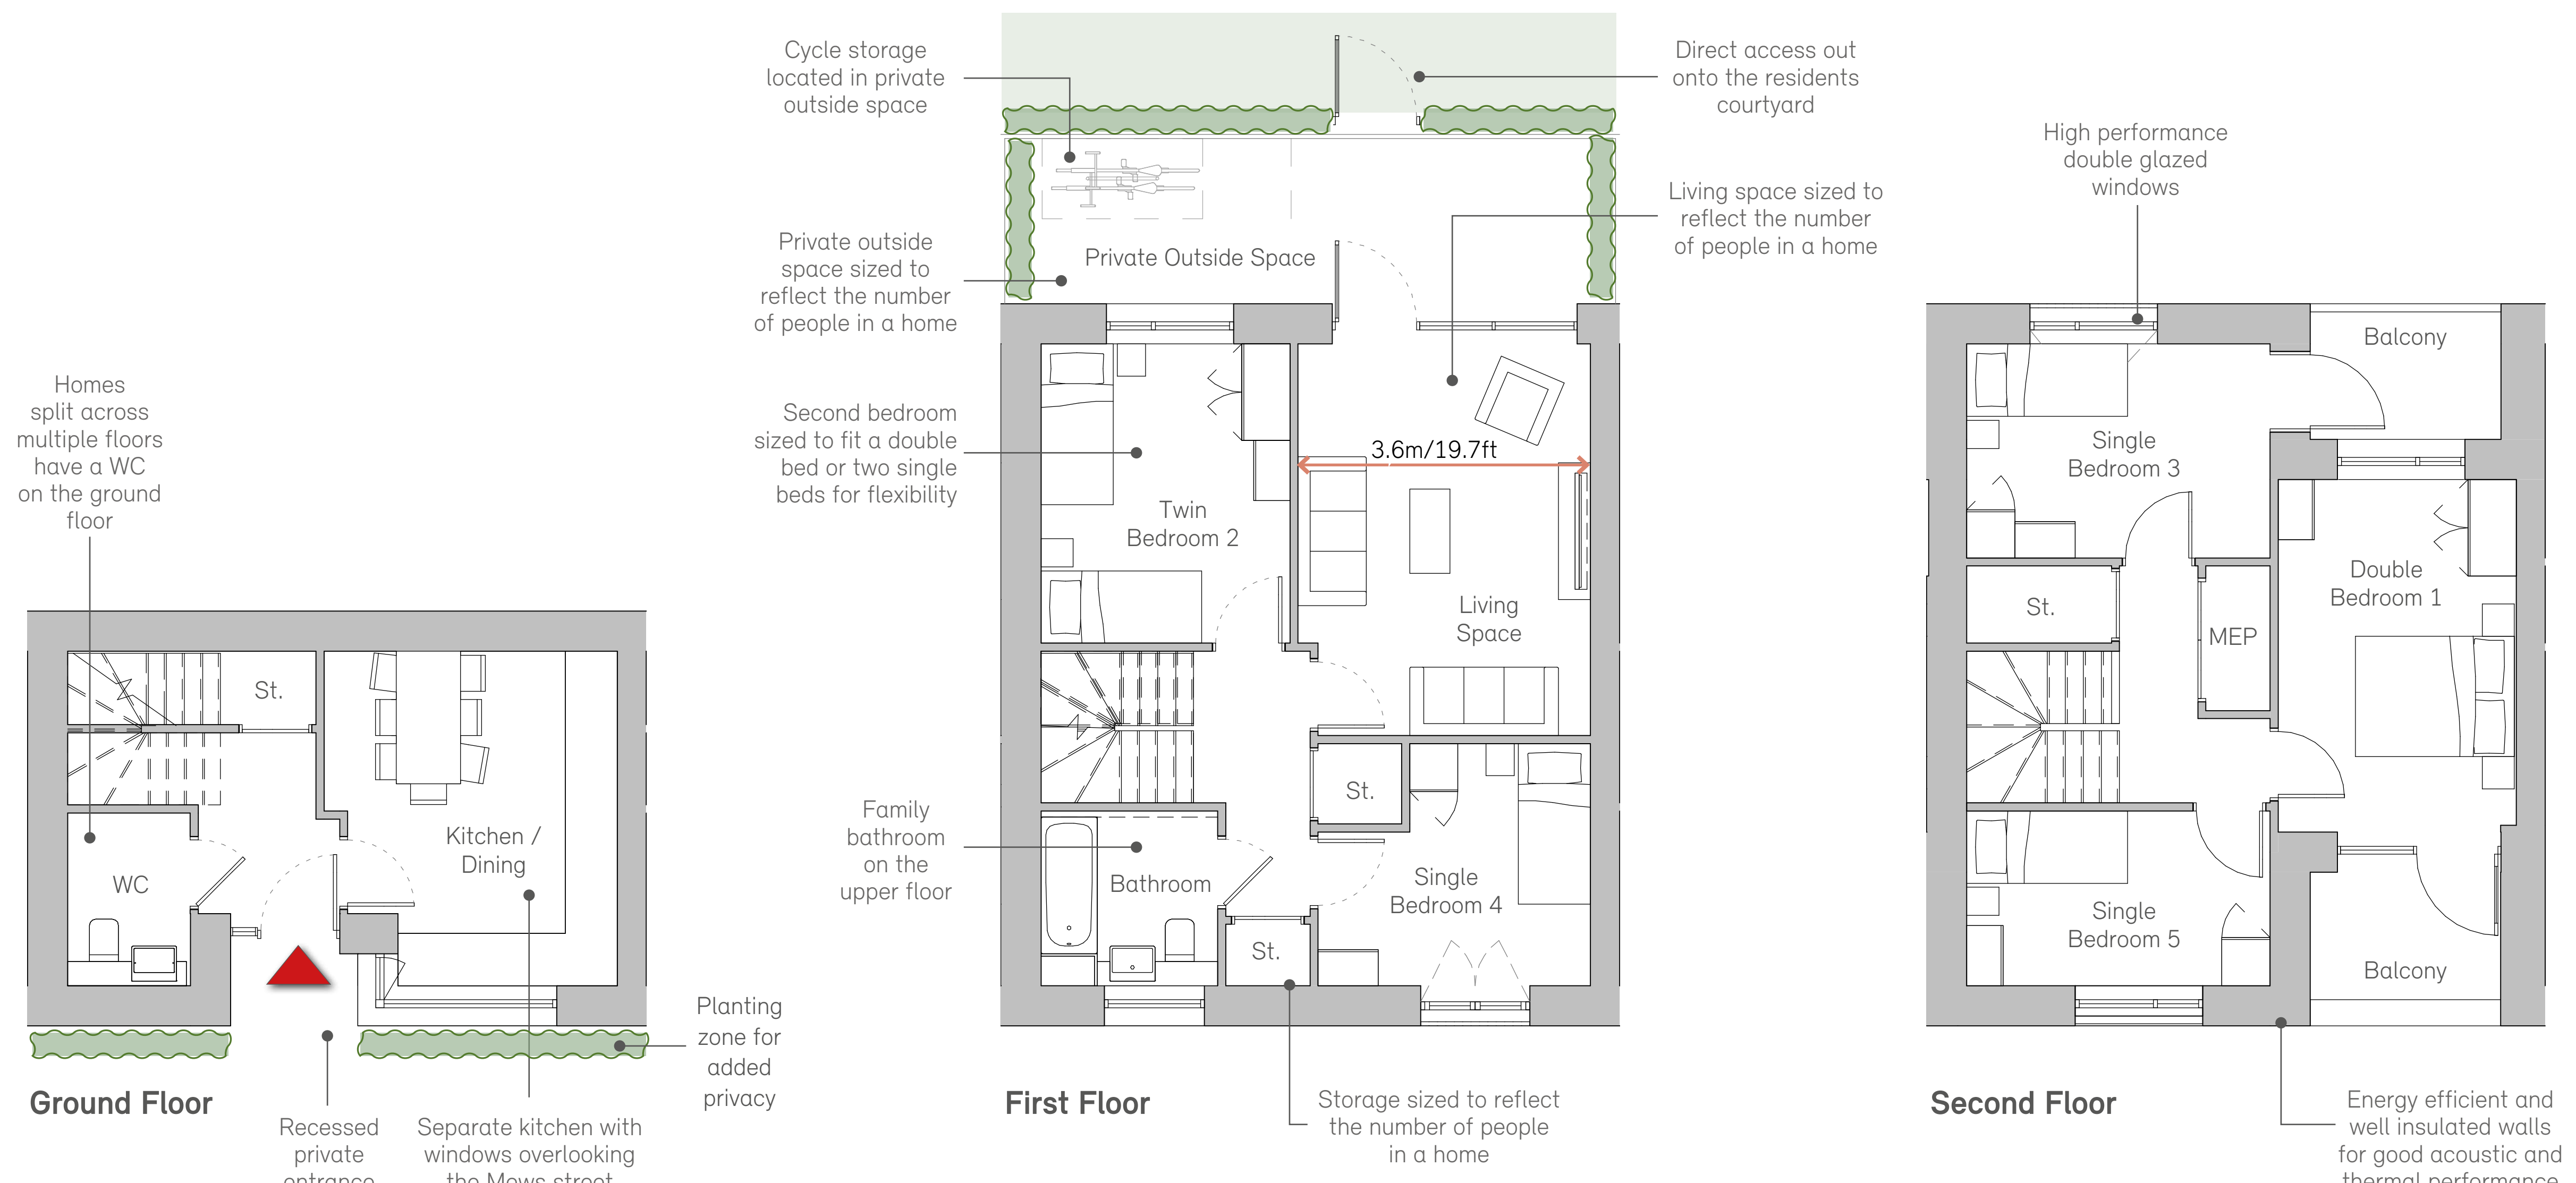 Cycle storage
located in private
outside space
Direct access out
onto the residents
courtyard
High performance
double glazed
windows
Living space sized to
reflect the number
of people in a home
Private outside
space sized to
reflect the number
of people in a home
Private Outside Space
Homes
split across
multiple floors
have a WC
on the ground
floor
Second bedroom
sized to fit a double
bed or two single
beds for flexibility
Family
bathroom
on the
upper floor
St.
Kitchen /
Dining
WC
Planting
zone for
added
privacy
Ground Floor
Recessed
private
entrance
Separate kitchen with
windows overlooking
the Mews street
3.6m/19.7ft
Twin
Bedroom 2
Living
Space
St.
Bathroom
Single
Bedroom 4
St.
First Floor
Storage sized to reflect
the number of people
in a home
Balcony
Single
Bedroom 3
Double
Bedroom 1
St.
MEP
Single
Bedroom 5
Balcony
Second Floor
Energy efficient and
well insulated walls
for good acoustic and
thermal performance